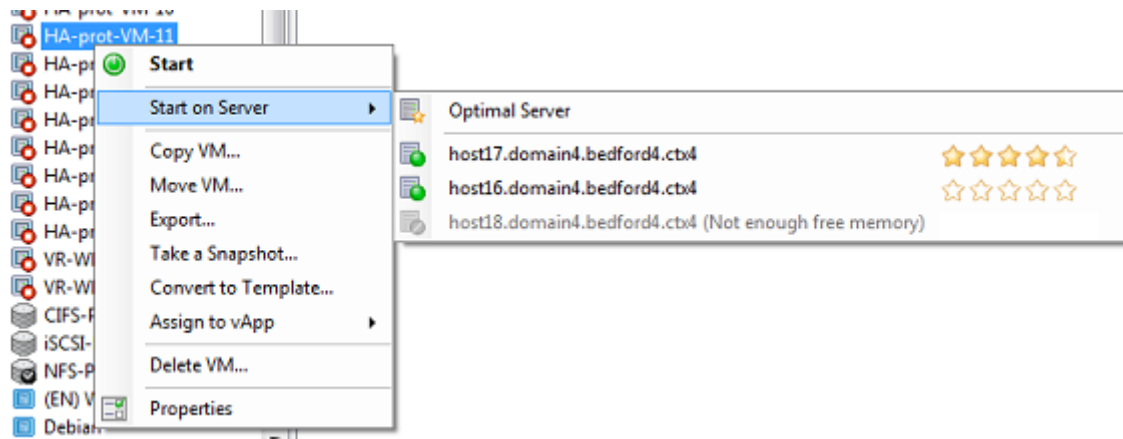 HA-prot-VM-10
HA-prot-VM-11
HA-pr
HA-pr
HA-pr
HA-pr
HA-pr
HA-pr
HA-pr
VR-WI
VR-WI
CIFS-
iSCSI-
NFS-P
(EN) V
Debian
Start
Start on Server
Copy VM...
Move VM...
Export...
Take a Snapshot...
Convert to Template...
Assign to vApp
Delete VM...
Properties
Optimal Server
host17.domain4.bedford4.ctx4
host16.domain4.bedford4.ctx4
host18.domain4.bedford4.ctx4 (Not enough free memory)